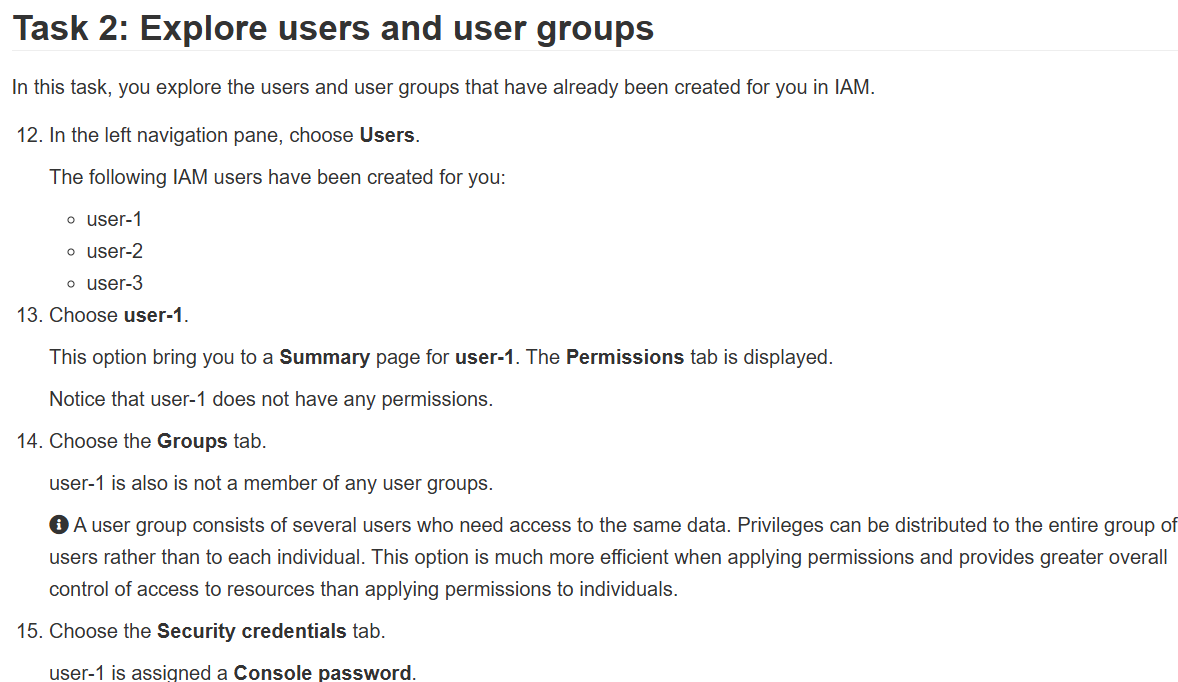 Task 2: Explore users and user groups
In this task, you explore the users and user groups that have already been created for you in IAM.
12. In the left navigation pane, choose Users.
The following IAM users have been created for you:
user-1
user-2
user-3
13. Choose user-1.
This option bring you to a Summary page for user-1. The Permissions tab is displayed.
Notice that user-1 does not have any permissions.
14. Choose the Groups tab.
user-1 is also is not a member of any user groups.
A user group consists of several users who need access to the same data. Privileges can be distributed to the entire group of
users rather than to each individual. This option is much more efficient when applying permissions and provides greater overall
control of access to resources than applying permissions to individuals.
15. Choose the Security credentials tab.
user-1 is assigned a Console password.